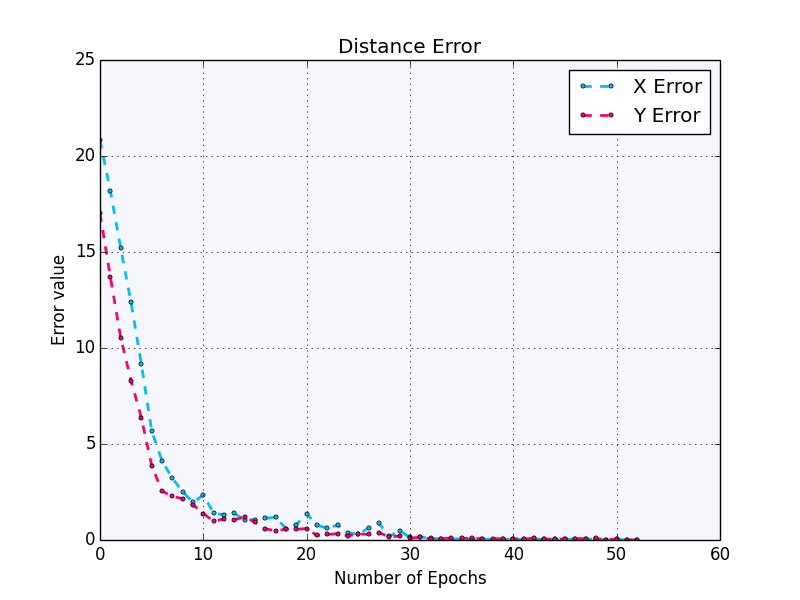 Distance Error
X Error
Y Error
Error value
25
20
15
10
5
0
0 10 20 30 40 50 60
Number of Epochs